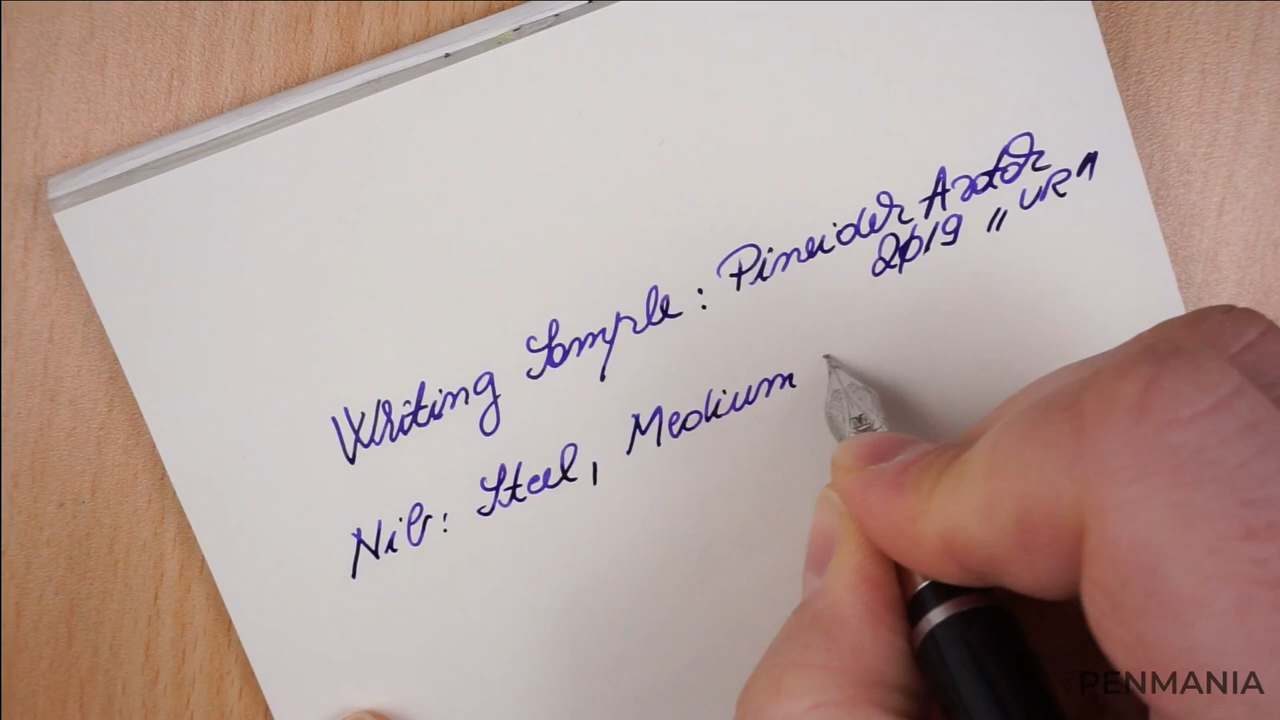 Writing Sample: Pineider Avatar
2019 "UR"
Nib: Steel, Medium
PENMANIA